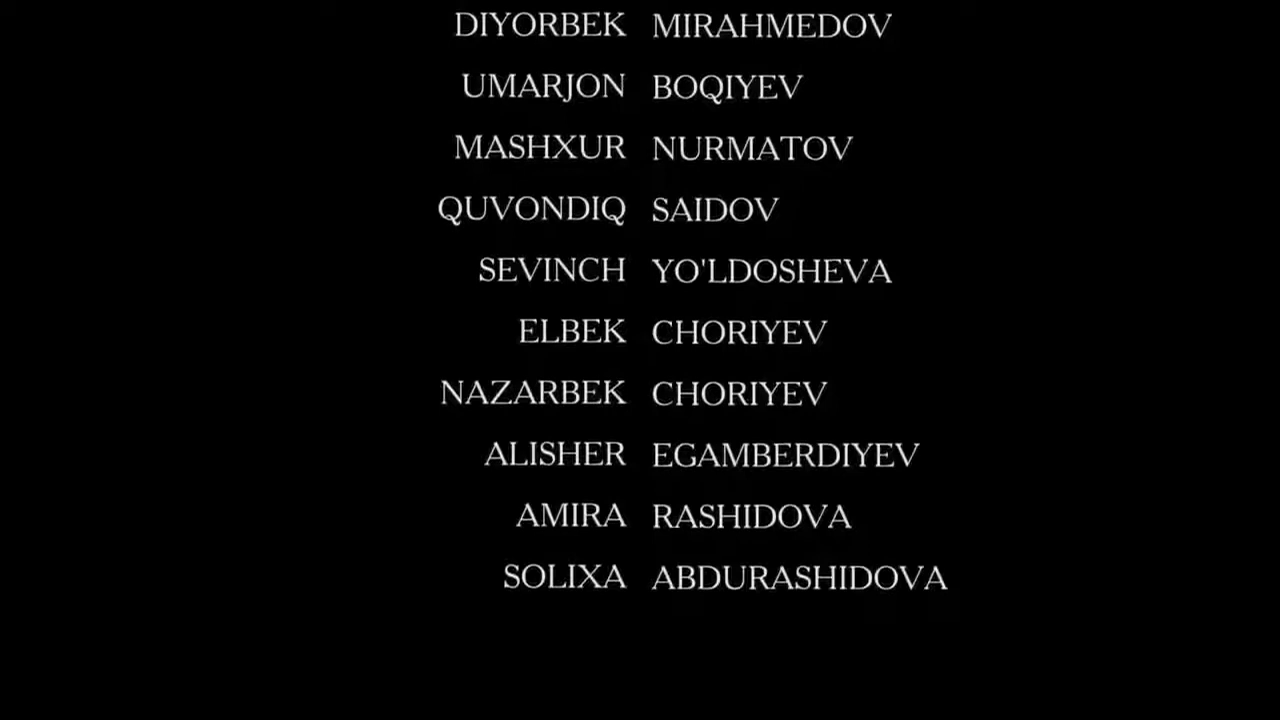 DIYORBEK MIRAHMEDOV
UMARJON BOQIYEV
MASHXUR NURMATOV
QUVONDIQ SAIDOV
SEVINCH YO'LDOSHEVA
ELBEK CHORIYEV
NAZARBEK CHORIYEV
ALISHER EGAMBERDIYEV
AMIRA RASHIDOVA
SOLIXA ABDURASHIDOVA